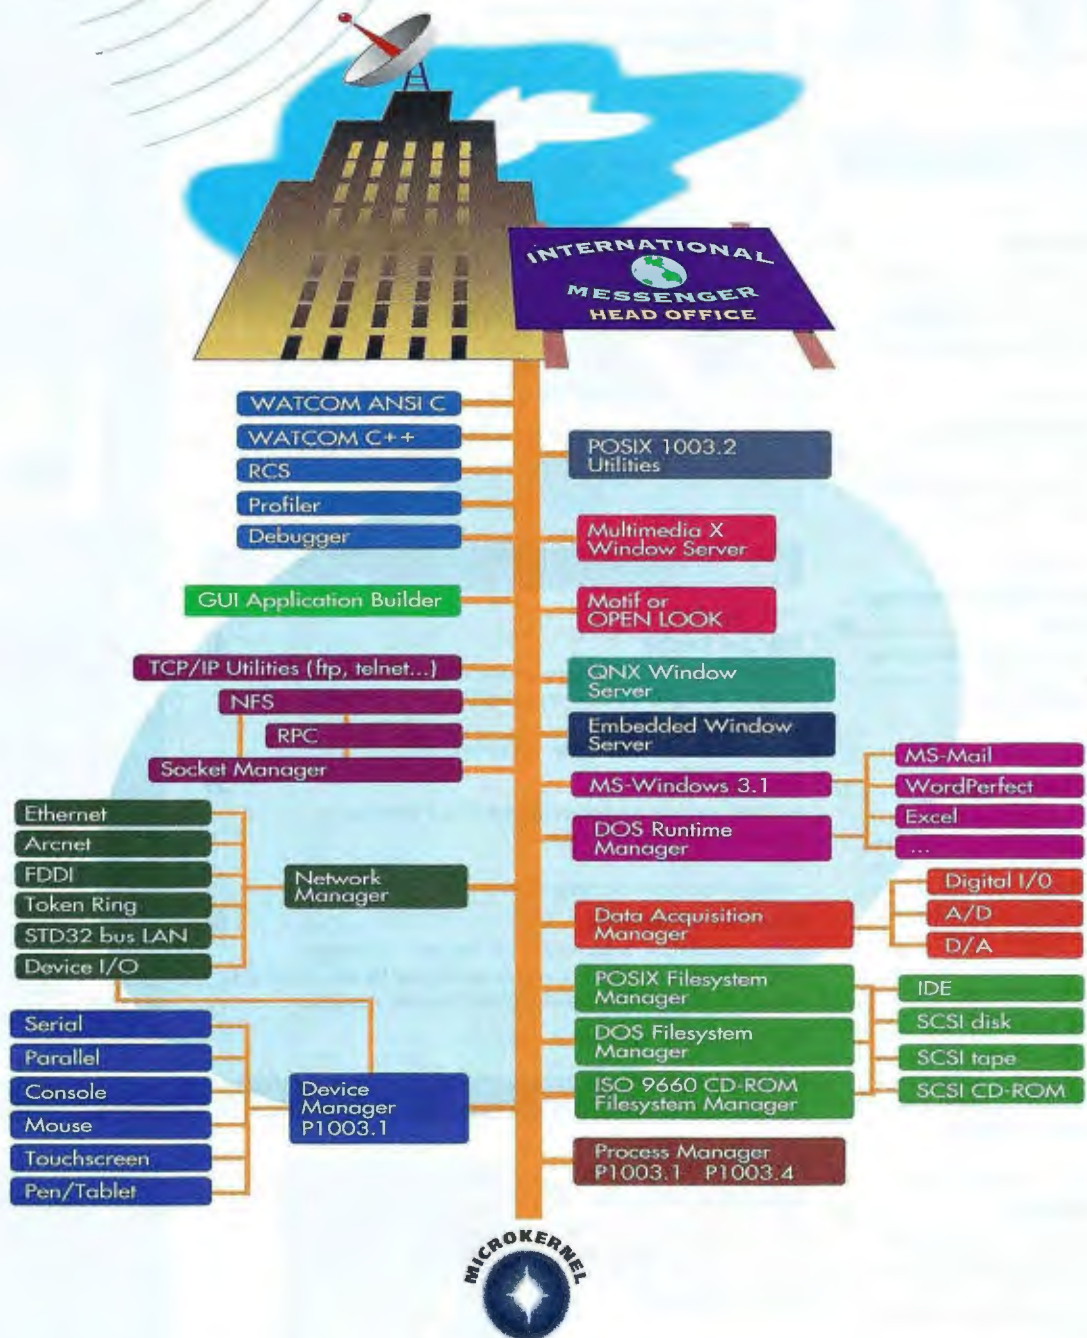 INTERNATIONAL
MESSENGER
HEAD OFFICE
WATCOM ANSI C
WATCOM C++
RCS
Profiler
Debugger
GUI Application Builder
TCP/IP Utilities (ftp, telnet...)
NFS
RPC
Socket Manager
Ethernet
Arcnet
FDDI
Token Ring
STD32 bus LAN
Device I/O
Network
Manager
Serial
Parallel
Console
Mouse
Touchscreen
Pen/Tablet
Device
Manager
P1003.1
POSIX 1003.2
Utilities
Multimedia X
Window Server
Motif or
OPEN LOOK
QNX Window
Server
Embedded Window
Server
MS-Windows 3.1
DOS Runtime
Manager
MS-Mail
WordPerfect
Excel
...
Data Acquisition
Manager
Digital I/O
A/D
D/A
POSIX Filesystem
Manager
DOS Filesystem
Manager
ISO 9660 CD-ROM
Filesystem Manager
IDE
SCSI disk
SCSI tape
SCSI CD-ROM
Process Manager
P1003.1 P1003.4
MICROKERNEL